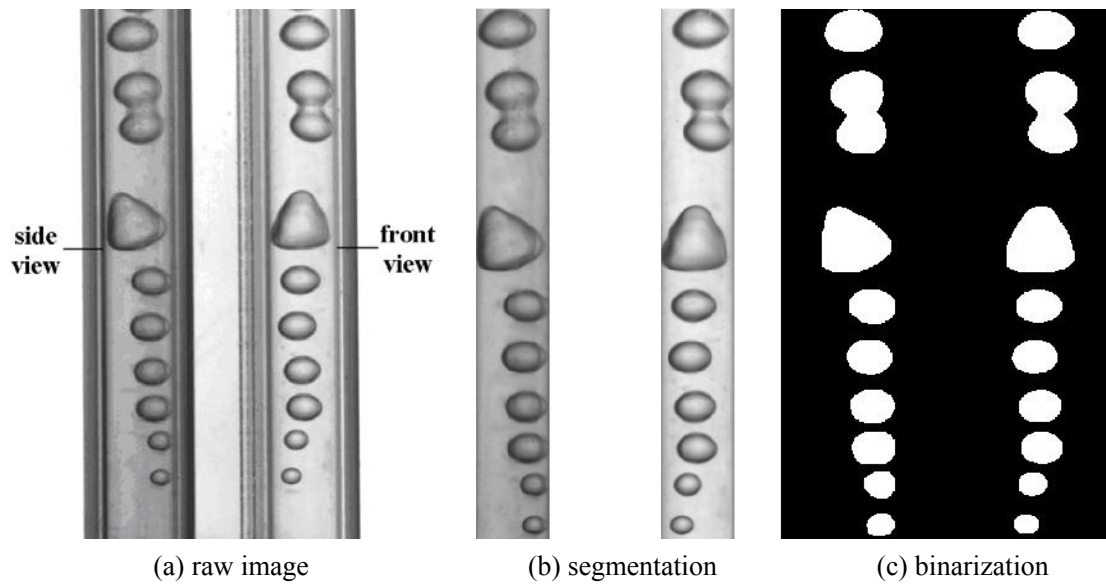 side
view
front
view
(a) raw image
(b) segmentation
(c) binarization